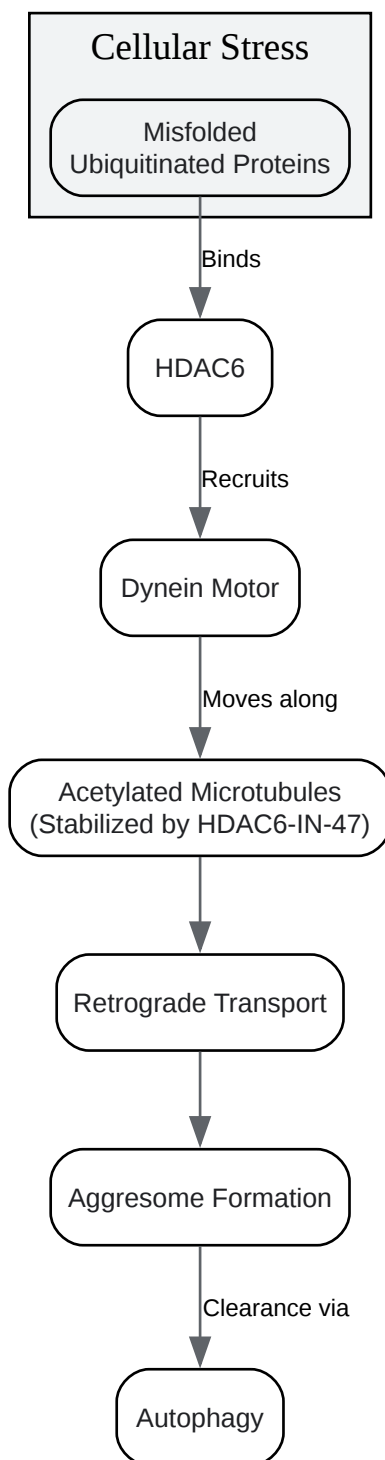 Cellular Stress
Misfolded
Ubiquitinated Proteins
Binds
HDAC6
Recruits
Dynein Motor
Moves along
Acetylated Microtubules
(Stabilized by HDAC6-IN-47)
Retrograde Transport
Aggresome Formation
Clearance via
Autophagy